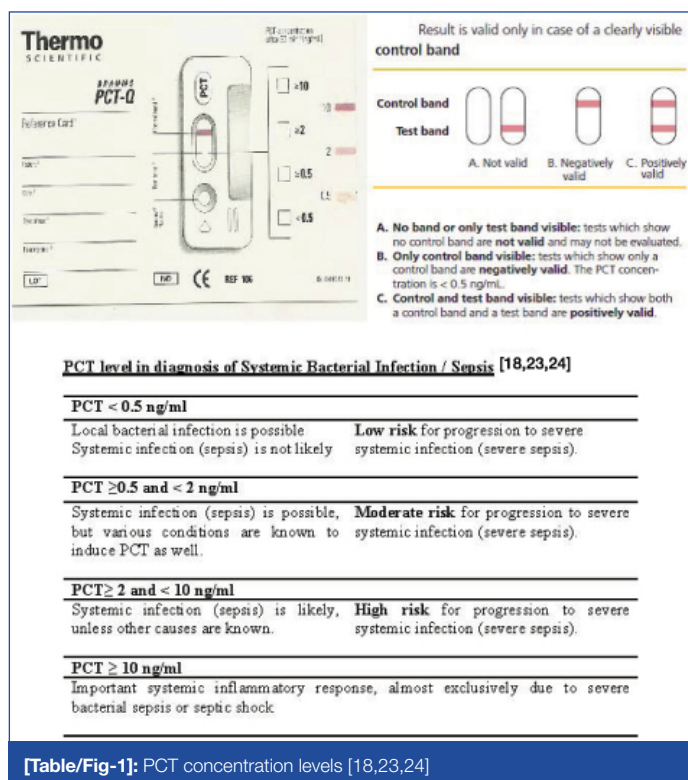 Thermo
SCIENTIFIC
BRAHMS
PCT-Q
Reference Card
PCT
≥10
≥2
≥0.5
<0.5
10
2
0.5
IVD
CE
REF 106
Result is valid only in case of a clearly visible
control band
Control band
Test band
A. Not valid
B. Negatively
valid
C. Positively
valid
A. No band or only test band visible: tests which show
no control band are not valid and may not be evaluated.
B. Only control band visible: tests which show only a
control band are negatively valid. The PCT concen-
tration is < 0.5 ng/mL.
C. Control and test band visible: tests which show both
a control band and a test band are positively valid.
PCT level in diagnosis of Systemic Bacterial Infection / Sepsis [18,23,24]
PCT < 0.5 ng/ml
Local bacterial infection is possible
Systemic infection (sepsis) is not likely
Low risk for progression to severe
systemic infection (severe sepsis).
PCT ≥0.5 and < 2 ng/ml
Systemic infection (sepsis) is possible,
but various conditions are known to
induce PCT as well.
Moderate risk for progression to severe
systemic infection (severe sepsis).
PCT≥ 2 and < 10 ng/ml
Systemic infection (sepsis) is likely,
unless other causes are known.
High risk for progression to severe
systemic infection (severe sepsis).
PCT ≥ 10 ng/ml
Important systemic inflammatory response, almost exclusively due to severe
bacterial sepsis or septic shock
[Table/Fig-1]: PCT concentration levels [18,23,24]